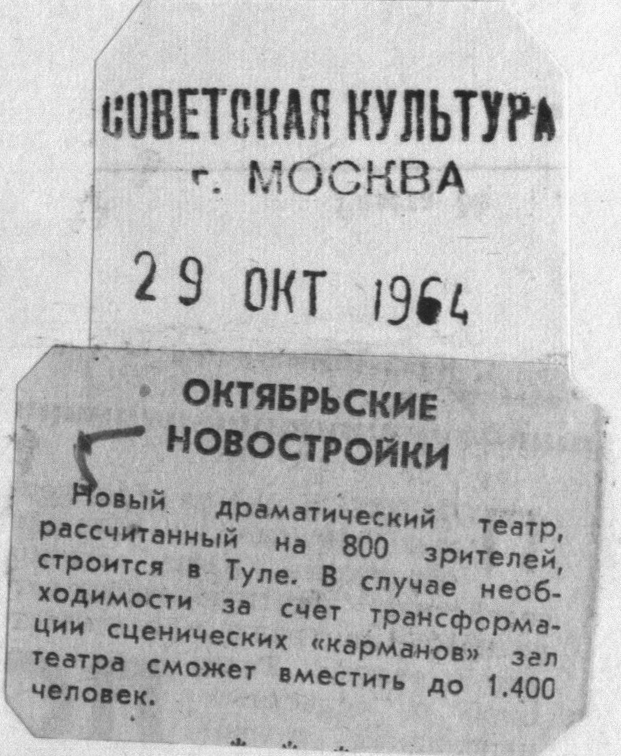 СОВЕТСКАЯ КУЛЬТУРА
г. МОСКВА
29 ОКТ 1964
ОКТЯБРЬСКИЕ
НОВОСТРОЙКИ
Новый драматический театр,
рассчитанный на 800 зрителей,
строится в Туле. В случае необ-
ходимости за счет трансформа-
ции сценических «карманов» зал
театра сможет вместить до 1.400
человек.
* * *